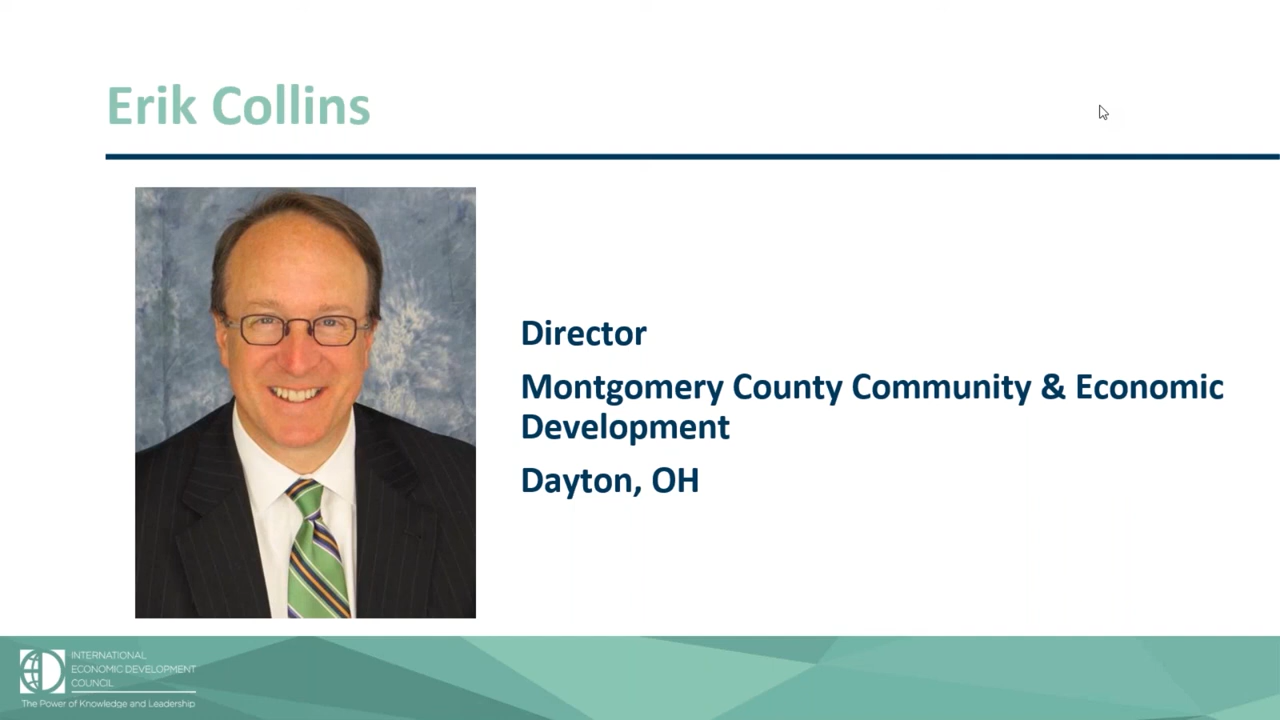 Erik Collins
Director
Montgomery County Community & Economic
Development
Dayton, OH
INTERNATIONAL
ECONOMIC DEVELOPMENT
COUNCIL
The Power of Knowledge and Leadership